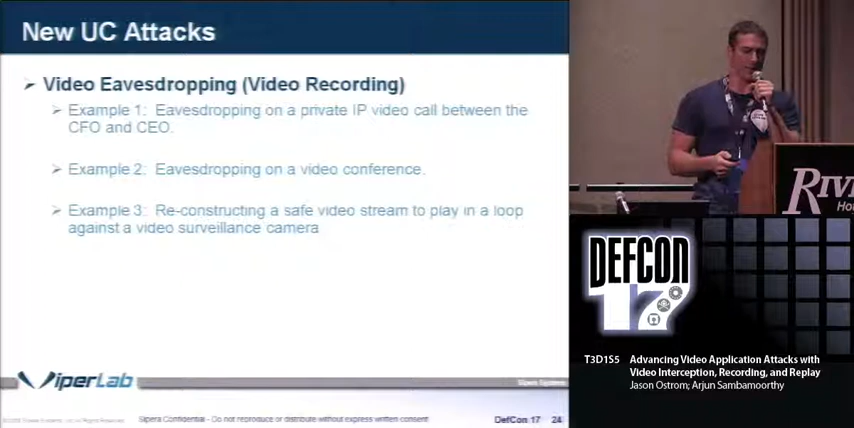 New UC Attacks
Video Eavesdropping (Video Recording)
Example 1: Eavesdropping on a private IP video call between the
CFO and CEO.
Example 2: Eavesdropping on a video conference.
Example 3: Re-constructing a safe video stream to play in a loop
against a video surveillance camera
ViperLab
Sipera Systems
Sipera Confidential - Do not reproduce or distribute without express written consent
DefCon 17 24
RIV
Ho
DEFCON
17
T3D1S5 Advancing Video Application Attacks with
Video Interception, Recording, and Replay
Jason Ostrom; Arjun Sambamoorthy